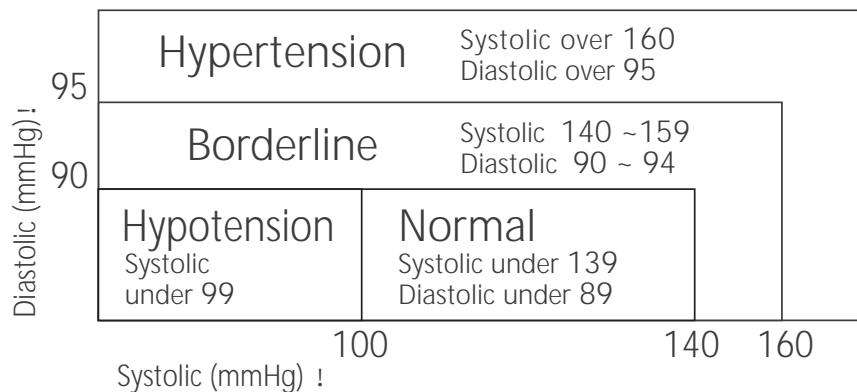 Hypertension
Systolic over 160
Diastolic over 95
95
Borderline
Systolic 140 ~159
Diastolic 90 ~ 94
90
Hypotension
Systolic
under 99
Normal
Systolic under 139
Diastolic under 89
Diastolic (mmHg) !
100
140
160
Systolic (mmHg) !